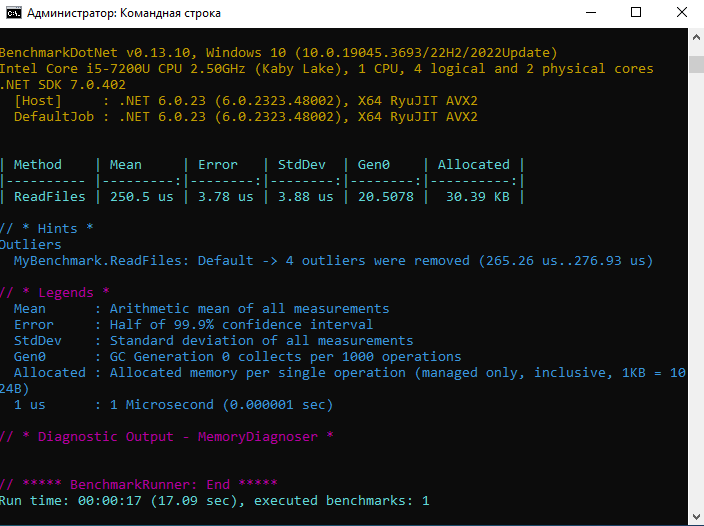 Администратор: Командная строка
BenchmarkDotNet v0.13.10, Windows 10 (10.0.19045.3693/22H2/2022Update)
Intel Core i5-7200U CPU 2.50GHz (Kaby Lake), 1 CPU, 4 logical and 2 physical cores
.NET SDK 7.0.402
  [Host]     : .NET 6.0.23 (6.0.2323.48002), X64 RyuJIT AVX2
  DefaultJob : .NET 6.0.23 (6.0.2323.48002), X64 RyuJIT AVX2
| Method    | Mean     | Error   | StdDev  | Gen0    | Allocated |
|---------- |---------:|--------:|--------:|--------:|----------:|
| ReadFiles | 250.5 us | 3.78 us | 3.88 us | 20.5078 |  30.39 KB |
// * Hints *
Outliers
  MyBenchmark.ReadFiles: Default -> 4 outliers were removed (265.26 us..276.93 us)
// * Legends *
  Mean      : Arithmetic mean of all measurements
  Error     : Half of 99.9% confidence interval
  StdDev    : Standard deviation of all measurements
  Gen0      : GC Generation 0 collects per 1000 operations
  Allocated : Allocated memory per single operation (managed only, inclusive, 1KB = 10
24B)
  1 us      : 1 Microsecond (0.000001 sec)
// * Diagnostic Output - MemoryDiagnoser *
// ***** BenchmarkRunner: End *****
Run time: 00:00:17 (17.09 sec), executed benchmarks: 1